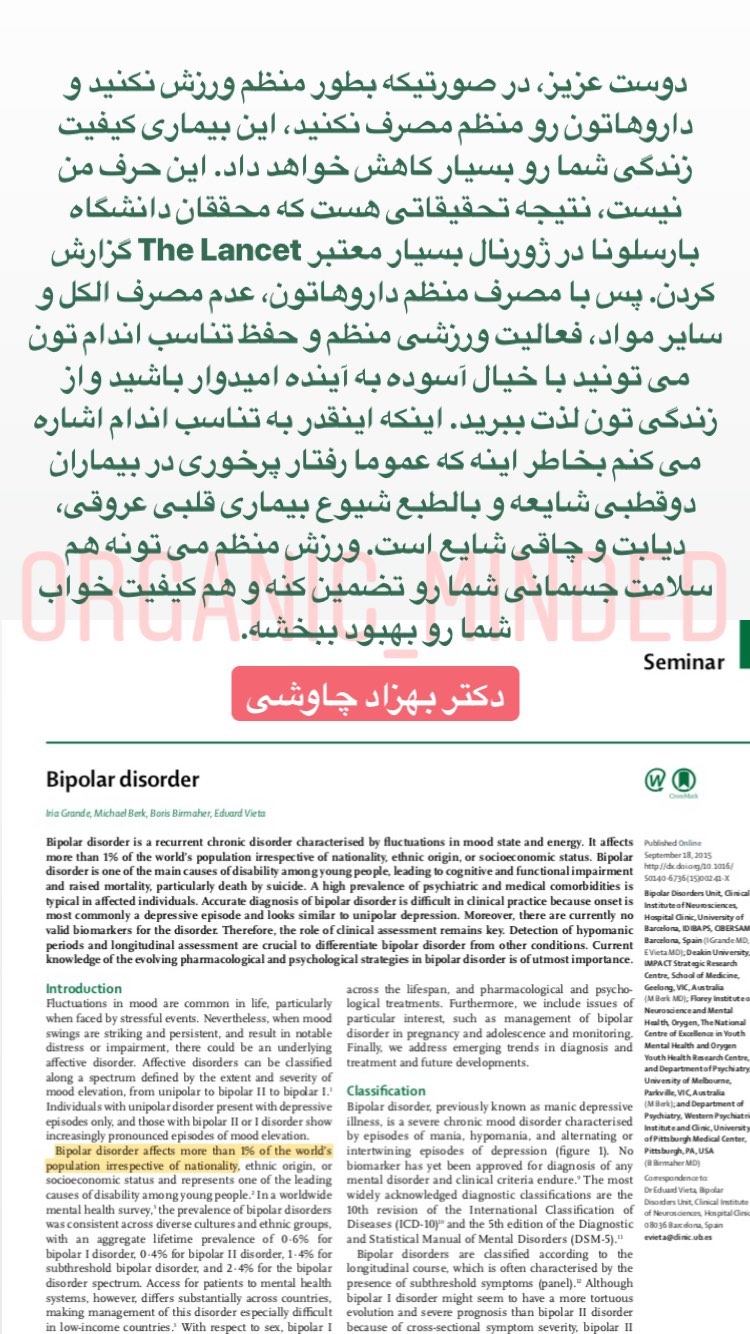 دوست عزیز، در صورتیکه بطور منظم ورزش نکنید و
داروهاتون رو منظم مصرف نکنید، این بیماری کیفیت
زندگی شما رو بسیار کاهش خواهد داد. این حرف من
نیست، نتیجه تحقیقاتی هست که محققان دانشگاه
بارسلونا در ژورنال بسیار معتبر The Lancet گزارش
کردن. پس با مصرف منظم داروهاتون، عدم مصرف الکل و
سایر مواد، فعالیت ورزشی منظم و حفظ تناسب اندام تون
می تونید با خیال آسوده به آینده امیدوار باشید واز
زندگی تون لذت ببرید. اینکه اینقدر به تناسب اندام اشاره
می کنم بخاطر اینه که عموما رفتار پرخوری در بیماران
دوقطبی شایعه و بالطبع شیوع بیماری قلبی عروقی،
دیابت و چاقی شایع است. ورزش منظم می تونه هم
سلامت جسمانی شما رو تضمین کنه و هم کیفیت خواب
شما رو بهبود ببخشه.
ORGANIC_MINDED
Seminar
دکتر بهزاد چاوشی
Bipolar disorder
Iria Grande, Michael Berk, Boris Birmaher, Eduard Vieta
Bipolar disorder is a recurrent chronic disorder characterised by fluctuations in mood state and energy. It affects
more than 1% of the world's population irrespective of nationality, ethnic origin, or socioeconomic status. Bipolar
disorder is one of the main causes of disability among young people, leading to cognitive and functional impairment
and raised mortality, particularly death by suicide. A high prevalence of psychiatric and medical comorbidities is
typical in affected individuals. Accurate diagnosis of bipolar disorder is difficult in clinical practice because onset is
most commonly a depressive episode and looks similar to unipolar depression. Moreover, there are currently no
valid biomarkers for the disorder. Therefore, the role of clinical assessment remains key. Detection of hypomanic
periods and longitudinal assessment are crucial to differentiate bipolar disorder from other conditions. Current
knowledge of the evolving pharmacological and psychological strategies in bipolar disorder is of utmost importance.
Introduction
Fluctuations in mood are common in life, particularly
when faced by stressful events. Nevertheless, when mood
swings are striking and persistent, and result in notable
distress or impairment, there could be an underlying
affective disorder. Affective disorders can be classified
along a spectrum defined by the extent and severity of
mood elevation, from unipolar to bipolar II to bipolar I.¹
Individuals with unipolar disorder present with depressive
episodes only, and those with bipolar II or I disorder show
increasingly pronounced episodes of mood elevation.
Bipolar disorder affects more than 1% of the world's
population irrespective of nationality, ethnic origin, or
socioeconomic status and represents one of the leading
causes of disability among young people.² In a worldwide
mental health survey,³ the prevalence of bipolar disorders
was consistent across diverse cultures and ethnic groups,
with an aggregate lifetime prevalence of 0·6% for
bipolar I disorder, 0·4% for bipolar II disorder, 1·4% for
subthreshold bipolar disorder, and 2·4% for the bipolar
disorder spectrum. Access for patients to mental health
systems, however, differs substantially across countries,
making management of this disorder especially difficult
in low-income countries.³ With respect to sex, bipolar I
across the lifespan, and pharmacological and psycho-
logical treatments. Furthermore, we include issues of
particular interest, such as management of bipolar
disorder in pregnancy and adolescence and monitoring.
Finally, we address emerging trends in diagnosis and
treatment and future developments.
Classification
Bipolar disorder, previously known as manic depressive
illness, is a severe chronic mood disorder characterised
by episodes of mania, hypomania, and alternating or
intertwining episodes of depression (figure 1). No
biomarker has yet been approved for diagnosis of any
mental disorder and clinical criteria endure.⁹ The most
widely acknowledged diagnostic classifications are the
10th revision of the International Classification of
Diseases (ICD-10)¹⁰ and the 5th edition of the Diagnostic
and Statistical Manual of Mental Disorders (DSM-5).¹¹
Bipolar disorders are classified according to the
longitudinal course, which is often characterised by the
presence of subthreshold symptoms (panel).¹² Although
bipolar I disorder might seem to have a more tortuous
evolution and severe prognosis than bipolar II disorder
because of cross-sectional symptom severity, bipolar II
CrossMark
Published Online
September 18, 2015
http://dx.doi.org/10.1016/
S0140-6736(15)00241-X
Bipolar Disorders Unit, Clinical
Institute of Neurosciences,
Hospital Clinic, University of
Barcelona, IDIBAPS, CIBERSAM
Barcelona, Spain (I Grande MD,
E Vieta MD); Deakin University,
IMPACT Strategic Research
Centre, School of Medicine,
Geelong, VIC, Australia
(M Berk MD); Florey Institute o
Neuroscience and Mental
Health, Orygen, The National
Centre of Excellence in Youth
Mental Health and Orygen
Youth Health Research Centre,
and Department of Psychiatry,
University of Melbourne,
Parkville, VIC, Australia
(M Berk); and Department of
Psychiatry, Western Psychiatri
Institute and Clinic, University
of Pittsburgh Medical Center,
Pittsburgh, PA, USA
(B Birmaher MD)
Correspondence to:
Dr Eduard Vieta, Bipolar
Disorders Unit, Clinical Institute
of Neurosciences, Hospital Clinic
08036 Barcelona, Spain
evieta@clinic.ub.es